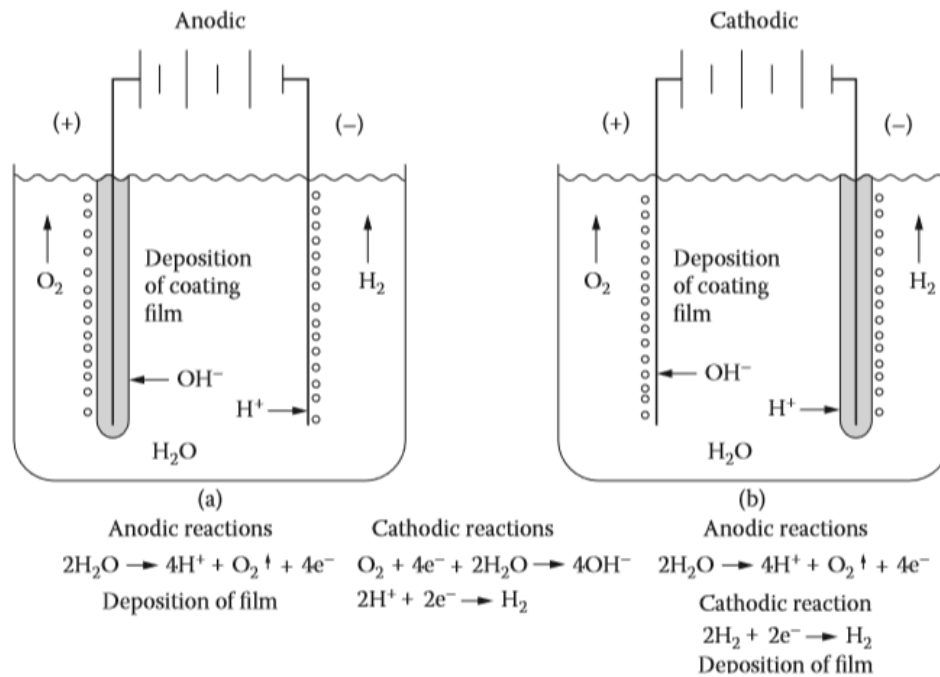 Anodic
(+)
(−)
O₂
Deposition
of coating
film
H₂
OH⁻
H⁺
H₂O
(a)
Cathodic
(+)
(−)
O₂
Deposition
of coating
film
H₂
OH⁻
H⁺
H₂O
(b)
Anodic reactions
2H₂O → 4H⁺ + O₂↑ + 4e⁻
Deposition of film
Cathodic reactions
O₂ + 4e⁻ + 2H₂O → 4OH⁻
2H⁺ + 2e⁻ → H₂
Anodic reactions
2H₂O → 4H⁺ + O₂↑ + 4e⁻
Cathodic reaction
2H₂ + 2e⁻ → H₂
Deposition of film